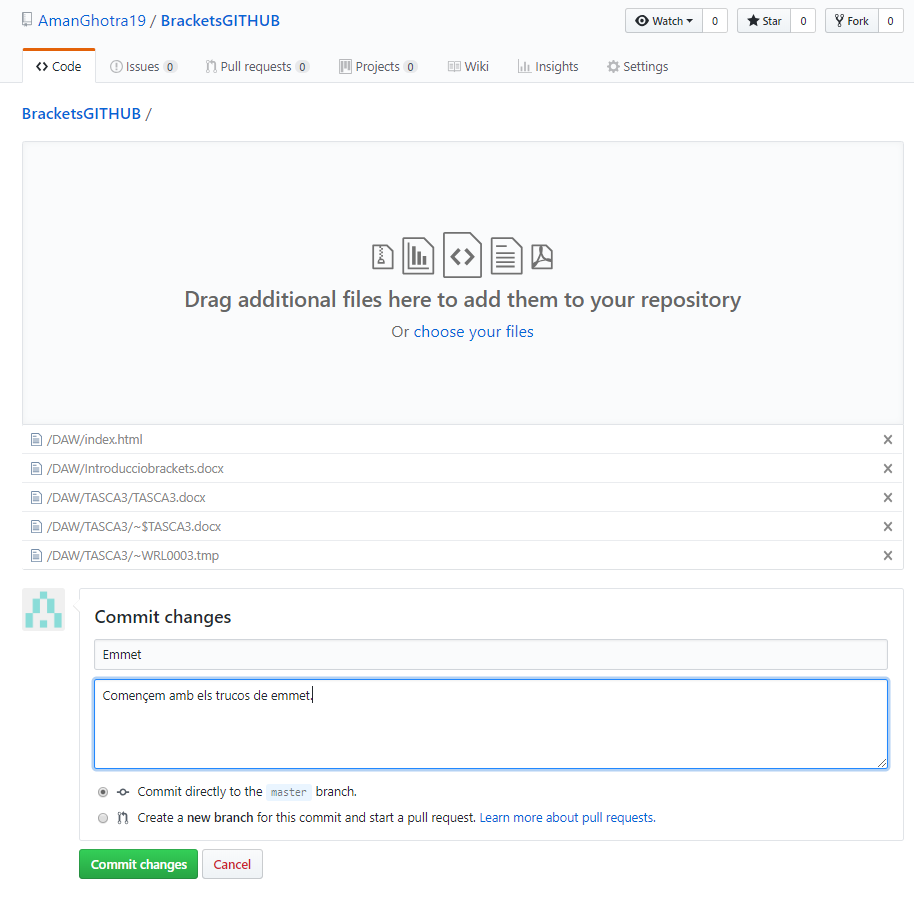 AmanGhotra19 / BracketsGITHUB
Watch 0 Star 0 Fork 0
Code Issues 0 Pull requests 0 Projects 0 Wiki Insights Settings
BracketsGITHUB /
Drag additional files here to add them to your repository
Or choose your files
/DAW/index.html
/DAW/Introducciobrackets.docx
/DAW/TASCA3/TASCA3.docx
/DAW/TASCA3/~$TASCA3.docx
/DAW/TASCA3/~WRL0003.tmp
Commit changes
Emmet
Començem amb els trucos de emmet.
Commit directly to the master branch.
Create a new branch for this commit and start a pull request. Learn more about pull requests.
Commit changes Cancel